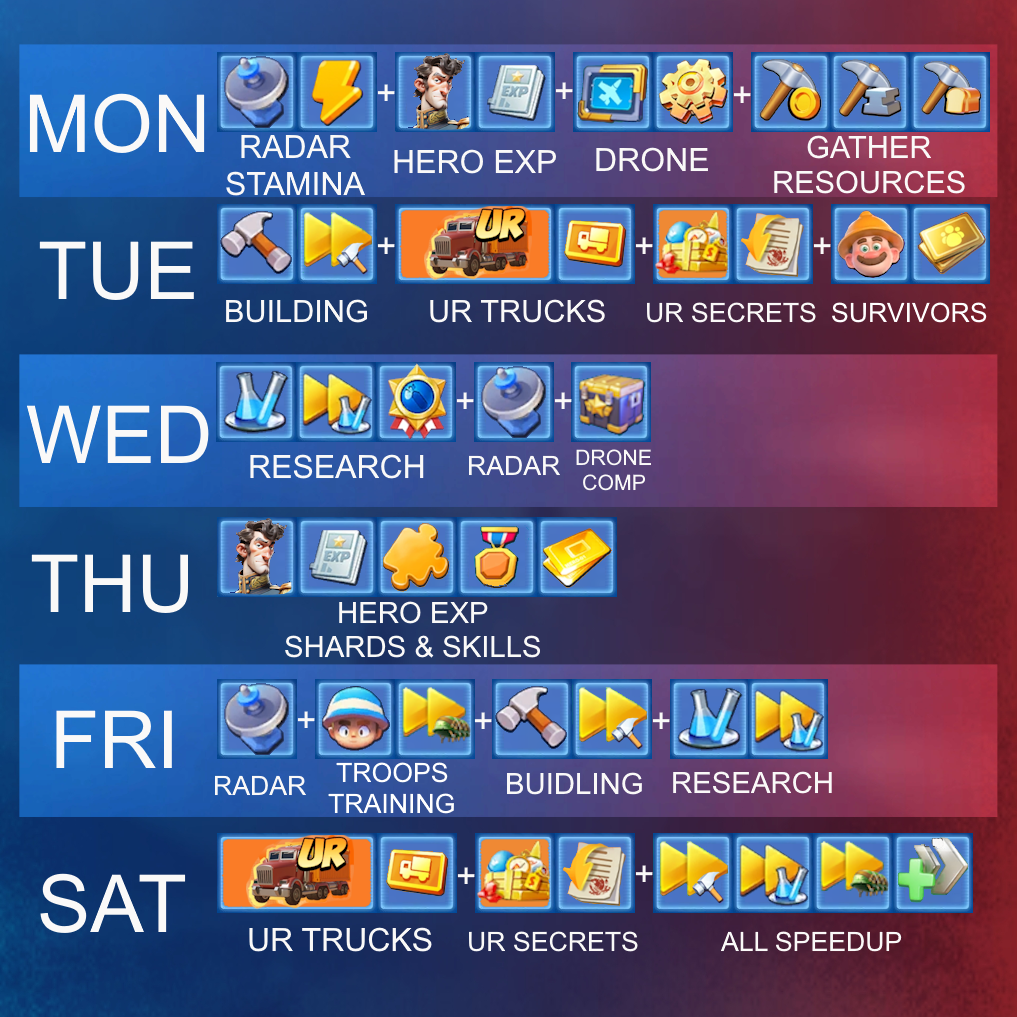 MON
+ + +
RADAR
STAMINA
HERO EXP
EXP
DRONE
GATHER
RESOURCES
TUE
UR
+ + +
BUILDING
UR TRUCKS
UR SECRETS
SURVIVORS
WED
+ +
RESEARCH
RADAR
DRONE
COMP
THU
EXP
HERO EXP
SHARDS & SKILLS
FRI
+ + +
RADAR
TROOPS
TRAINING
BUIDLING
RESEARCH
SAT
UR
+ +
UR TRUCKS
UR SECRETS
ALL SPEEDUP